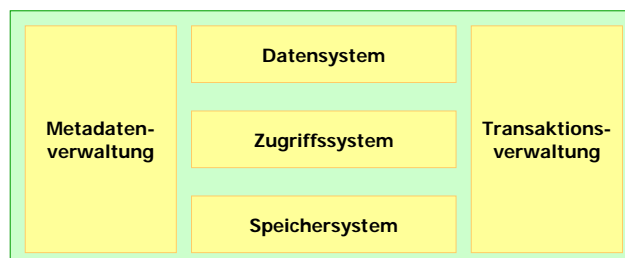 Metadaten-
verwaltung
Datensystem
Zugriffssystem
Speichersystem
Transaktions-
verwaltung